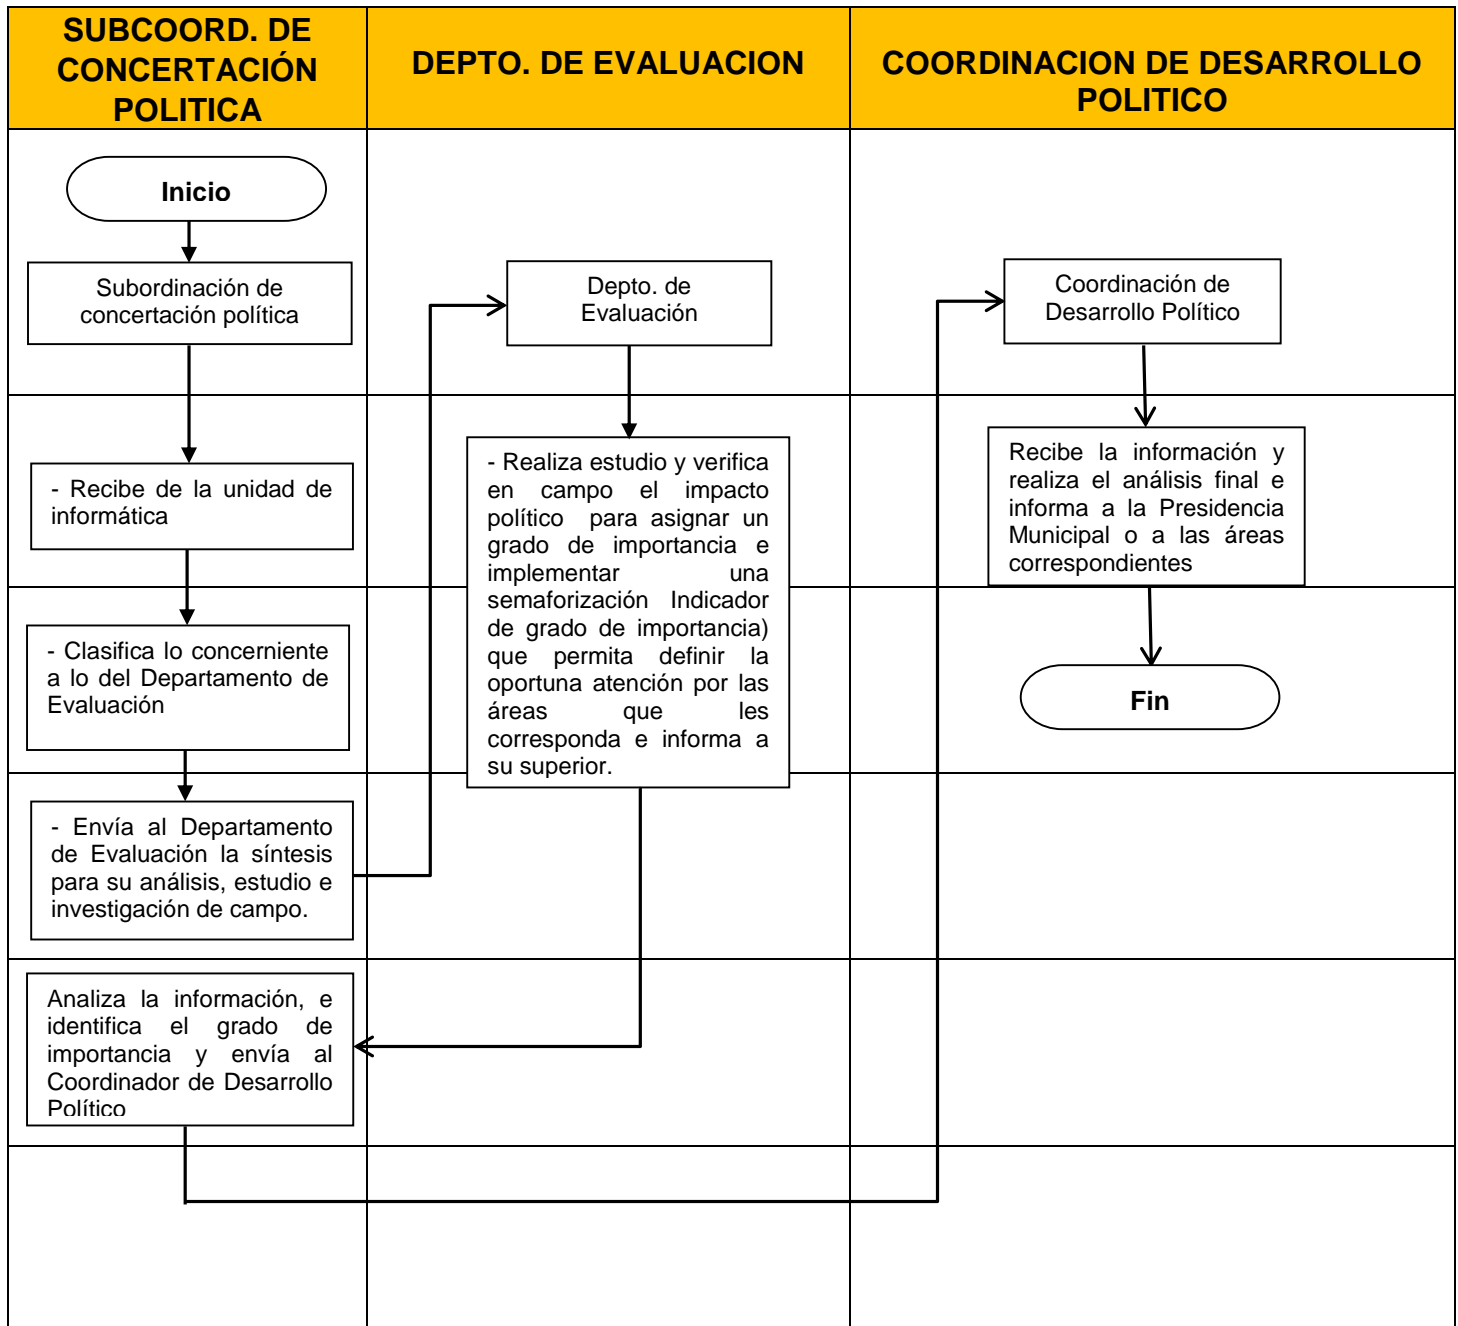 SUBCOORD. DE
CONCERTACIÓN
POLITICA
DEPTO. DE EVALUACION
COORDINACION DE DESARROLLO
POLITICO
Inicio
Subordinación de
concertación política
- Recibe de la unidad de
informática
- Clasifica lo concerniente
a lo del Departamento de
Evaluación
- Envía al Departamento
de Evaluación la síntesis
para su análisis, estudio e
investigación de campo.
Analiza la información, e
identifica el grado de
importancia y envía al
Coordinador de Desarrollo
Político
Depto. de
Evaluación
- Realiza estudio y verifica
en campo el impacto
político para asignar un
grado de importancia e
implementar una
semaforización Indicador
de grado de importancia)
que permita definir la
oportuna atención por las
áreas que les
corresponda e informa a
su superior.
Coordinación de
Desarrollo Político
Recibe la información y
realiza el análisis final e
informa a la Presidencia
Municipal o a las áreas
correspondientes
Fin